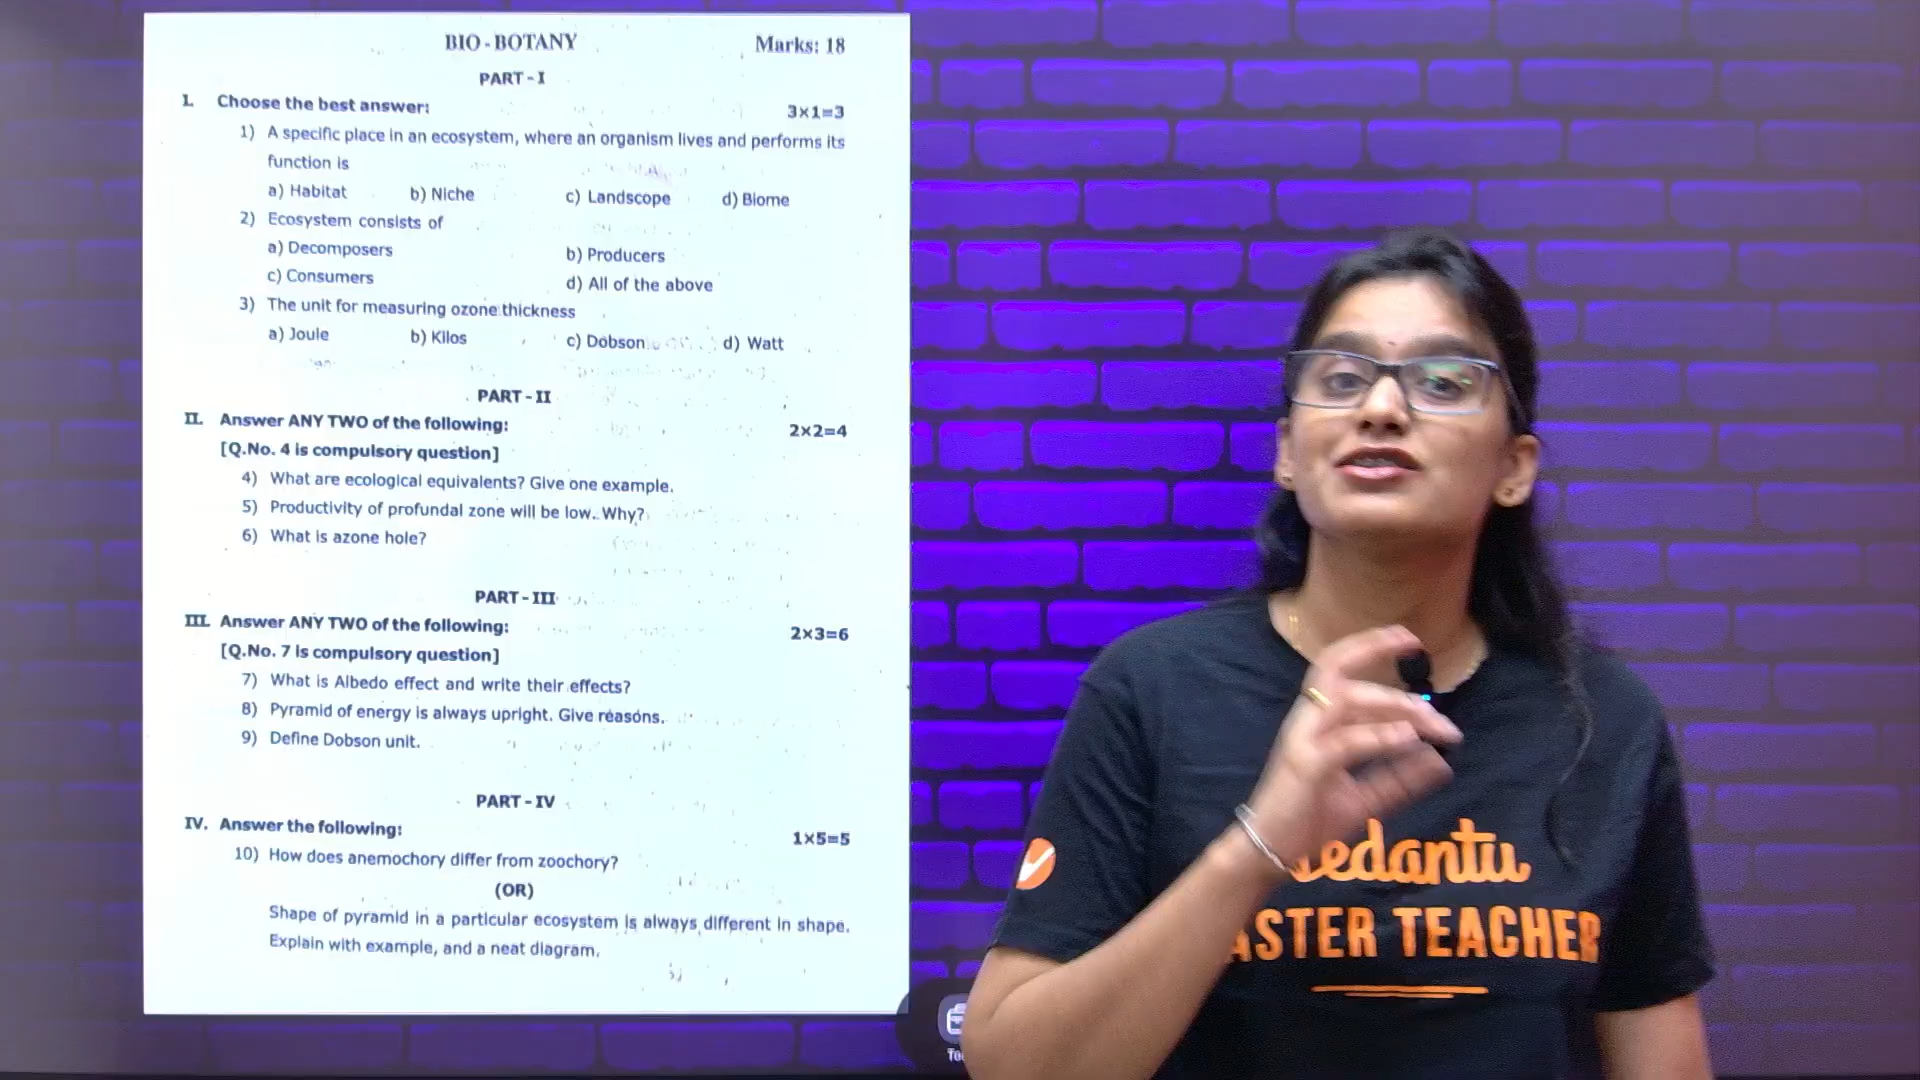 BIO - BOTANY Marks: 18
PART - I
I. Choose the best answer: 3×1=3
1) A specific place in an ecosystem, where an organism lives and performs its
function is
a) Habitat b) Niche c) Landscope d) Biome
2) Ecosystem consists of
a) Decomposers b) Producers
c) Consumers d) All of the above
3) The unit for measuring ozone thickness
a) Joule b) Kilos c) Dobson d) Watt
PART - II
II. Answer ANY TWO of the following: 2×2=4
[Q.No. 4 is compulsory question]
4) What are ecological equivalents? Give one example.
5) Productivity of profundal zone will be low. Why?
6) What is azone hole?
PART - III
III. Answer ANY TWO of the following: 2×3=6
[Q.No. 7 is compulsory question]
7) What is Albedo effect and write their effects?
8) Pyramid of energy is always upright. Give reasons.
9) Define Dobson unit.
PART - IV
IV. Answer the following: 1×5=5
10) How does anemochory differ from zoochory?
(OR)
Shape of pyramid in a particular ecosystem is always different in shape.
Explain with example, and a neat diagram.
edantu
ASTER TEACHER